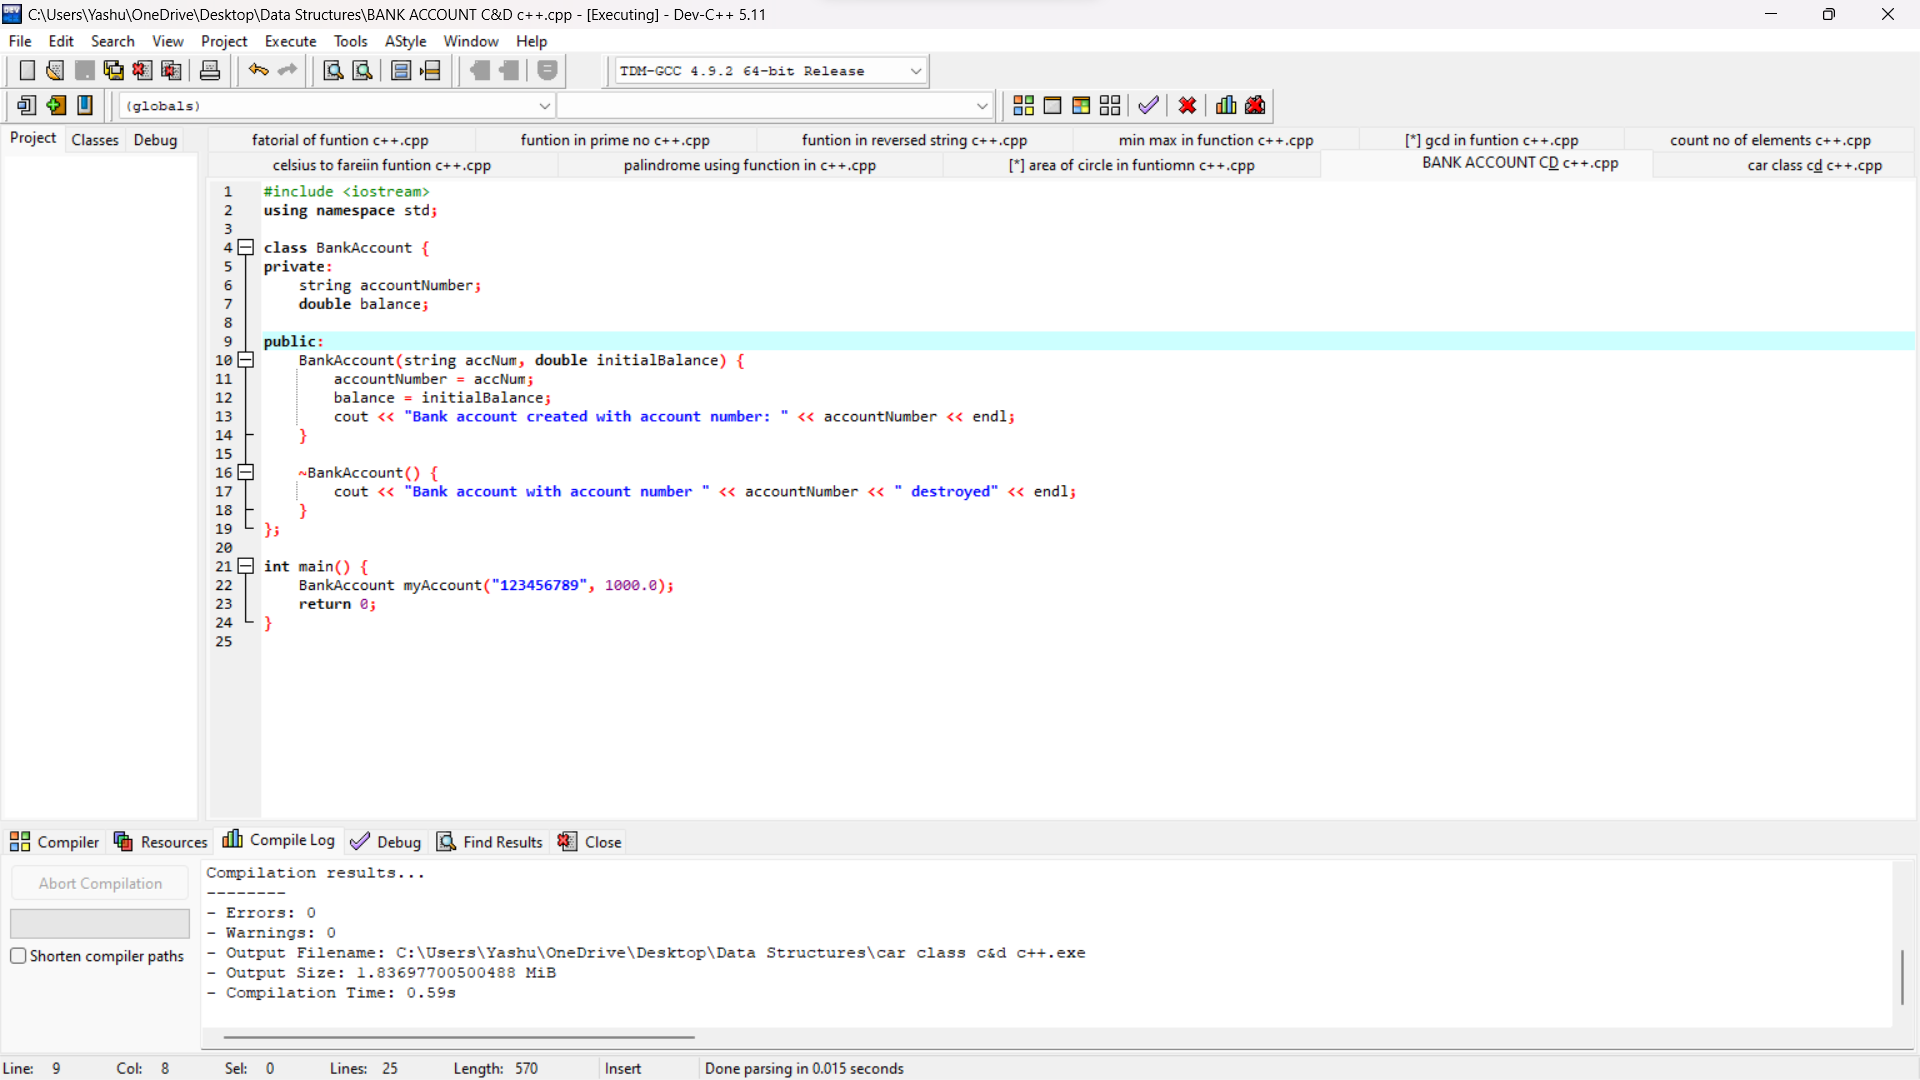 C:\Users\Yashu\OneDrive\Desktop\Data Structures\BANK ACCOUNT C&D c++.cpp - [Executing] - Dev-C++ 5.11
File Edit Search View Project Execute Tools AStyle Window Help
TDM-GCC 4.9.2 64-bit Release
(globals)
Project Classes Debug
fatorial of funtion c++.cpp funtion in prime no c++.cpp funtion in reversed string c++.cpp min max in function c++.cpp [*] gcd in funtion c++.cpp count no of elements c++.cpp
celsius to fareiin funtion c++.cpp palindrome using function in c++.cpp [*] area of circle in funtiomn c++.cpp BANK ACCOUNT CD c++.cpp car class cd c++.cpp
1 #include <iostream>
2 using namespace std;
3
4 class BankAccount {
5 private:
6 string accountNumber;
7 double balance;
8
9 public:
10 BankAccount(string accNum, double initialBalance) {
11 accountNumber = accNum;
12 balance = initialBalance;
13 cout << "Bank account created with account number: " << accountNumber << endl;
14 }
15
16 ~BankAccount() {
17 cout << "Bank account with account number " << accountNumber << " destroyed" << endl;
18 }
19 };
20
21 int main() {
22 BankAccount myAccount("123456789", 1000.0);
23 return 0;
24 }
25
Compiler Resources Compile Log Debug Find Results Close
Abort Compilation
Shorten compiler paths
Compilation results...
--------
- Errors: 0
- Warnings: 0
- Output Filename: C:\Users\Yashu\OneDrive\Desktop\Data Structures\car class c&d c++.exe
- Output Size: 1.83697700500488 MiB
- Compilation Time: 0.59s
Line: 9 Col: 8 Sel: 0 Lines: 25 Length: 570 Insert Done parsing in 0.015 seconds